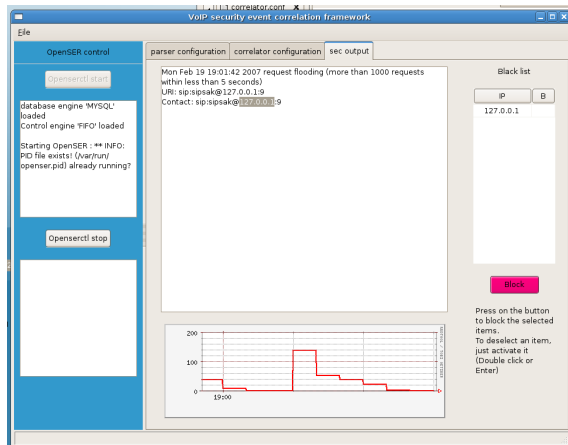 correlator.conf X
VoIP security event correlation framework
File
OpenSER control
Openserctl start
database engine 'MYSQL'
loaded
Control engine 'FIFO' loaded
Starting OpenSER : ** INFO:
PID file exists! (/var/run/
openser.pid) already running?
Openserctl stop
parser configuration correlator configuration sec output
Mon Feb 19 19:01:42 2007 request flooding (more than 1000 requests
within less than 5 seconds)
URI: sip:sipsak@127.0.0.1:9
Contact: sip:sipsak@127.0.0.1:9
200
100
0
19:00
Black list
IP B
127.0.0.1
Block
Press on the button
to block the selected
items.
To deselect an item,
just activate it
(Double click or
Enter)